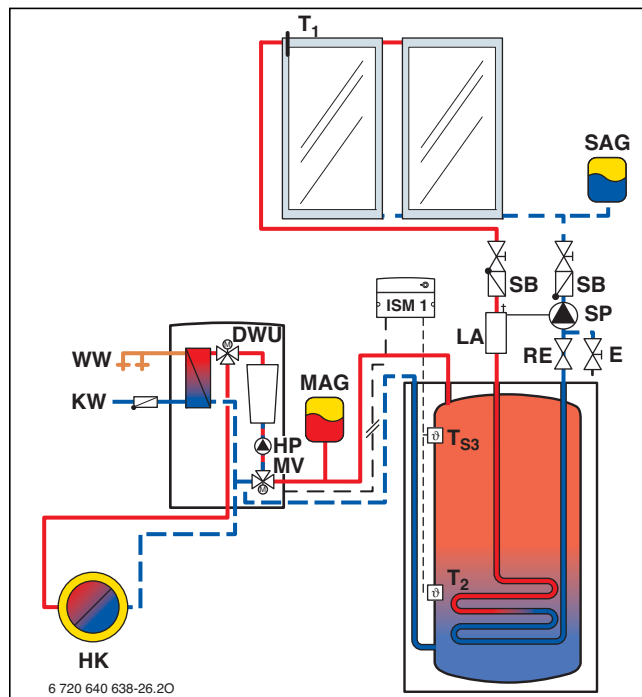 T1
SAG
SB
SB
ISM 1
SP
LA
DWU
WW
M
RE
E
MAG
KW
HP
TS3
ϑ
MV
M
T2
ϑ
HK
6 720 640 638-26.2O